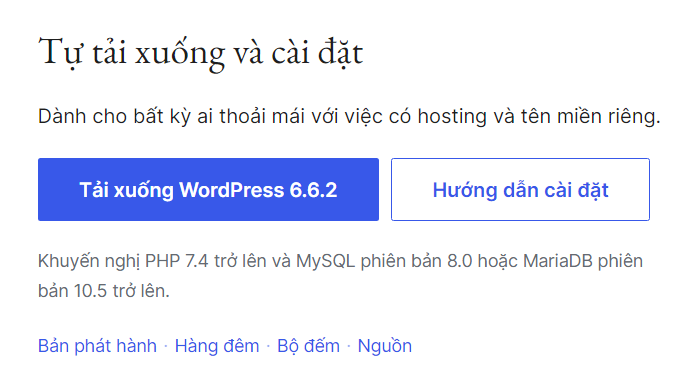 Tự tải xuống và cài đặt
Dành cho bất kỳ ai thoải mái với việc có hosting và tên miền riêng.
Tải xuống WordPress 6.6.2
Hướng dẫn cài đặt
Khuyến nghị PHP 7.4 trở lên và MySQL phiên bản 8.0 hoặc MariaDB phiên
bản 10.5 trở lên.
Bản phát hành · Hàng đêm · Bộ đếm · Nguồn